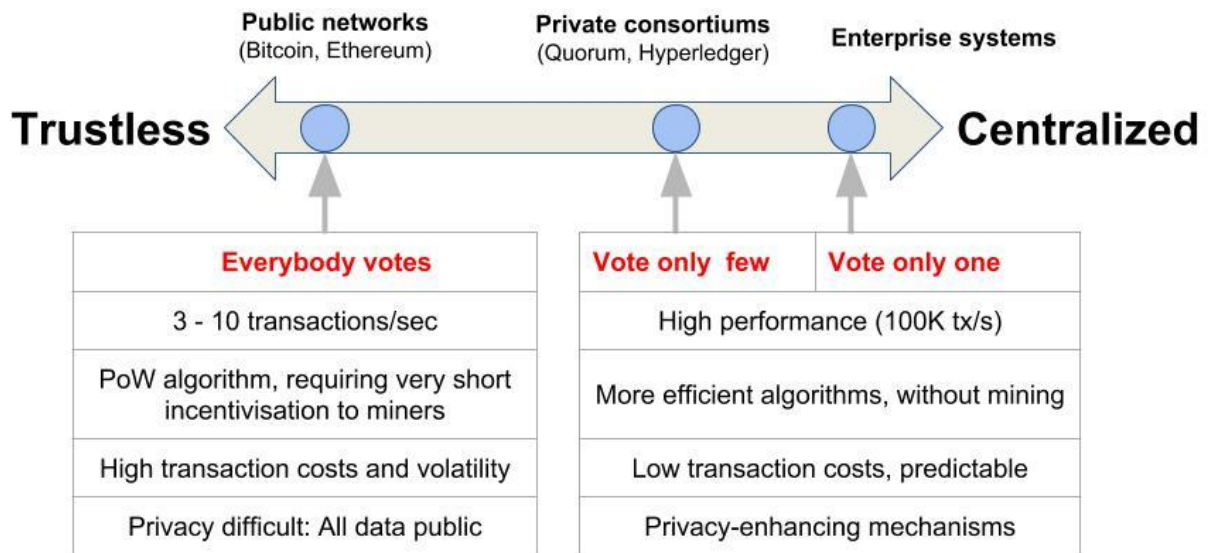 Public networks
(Bitcoin, Ethereum)
Private consortiums
(Quorum, Hyperledger)
Enterprise systems
Trustless
Centralized
Everybody votes
3 - 10 transactions/sec
PoW algorithm, requiring very short
incentivisation to miners
High transaction costs and volatility
Privacy difficult: All data public
Vote only few
Vote only one
High performance (100K tx/s)
More efficient algorithms, without mining
Low transaction costs, predictable
Privacy-enhancing mechanisms